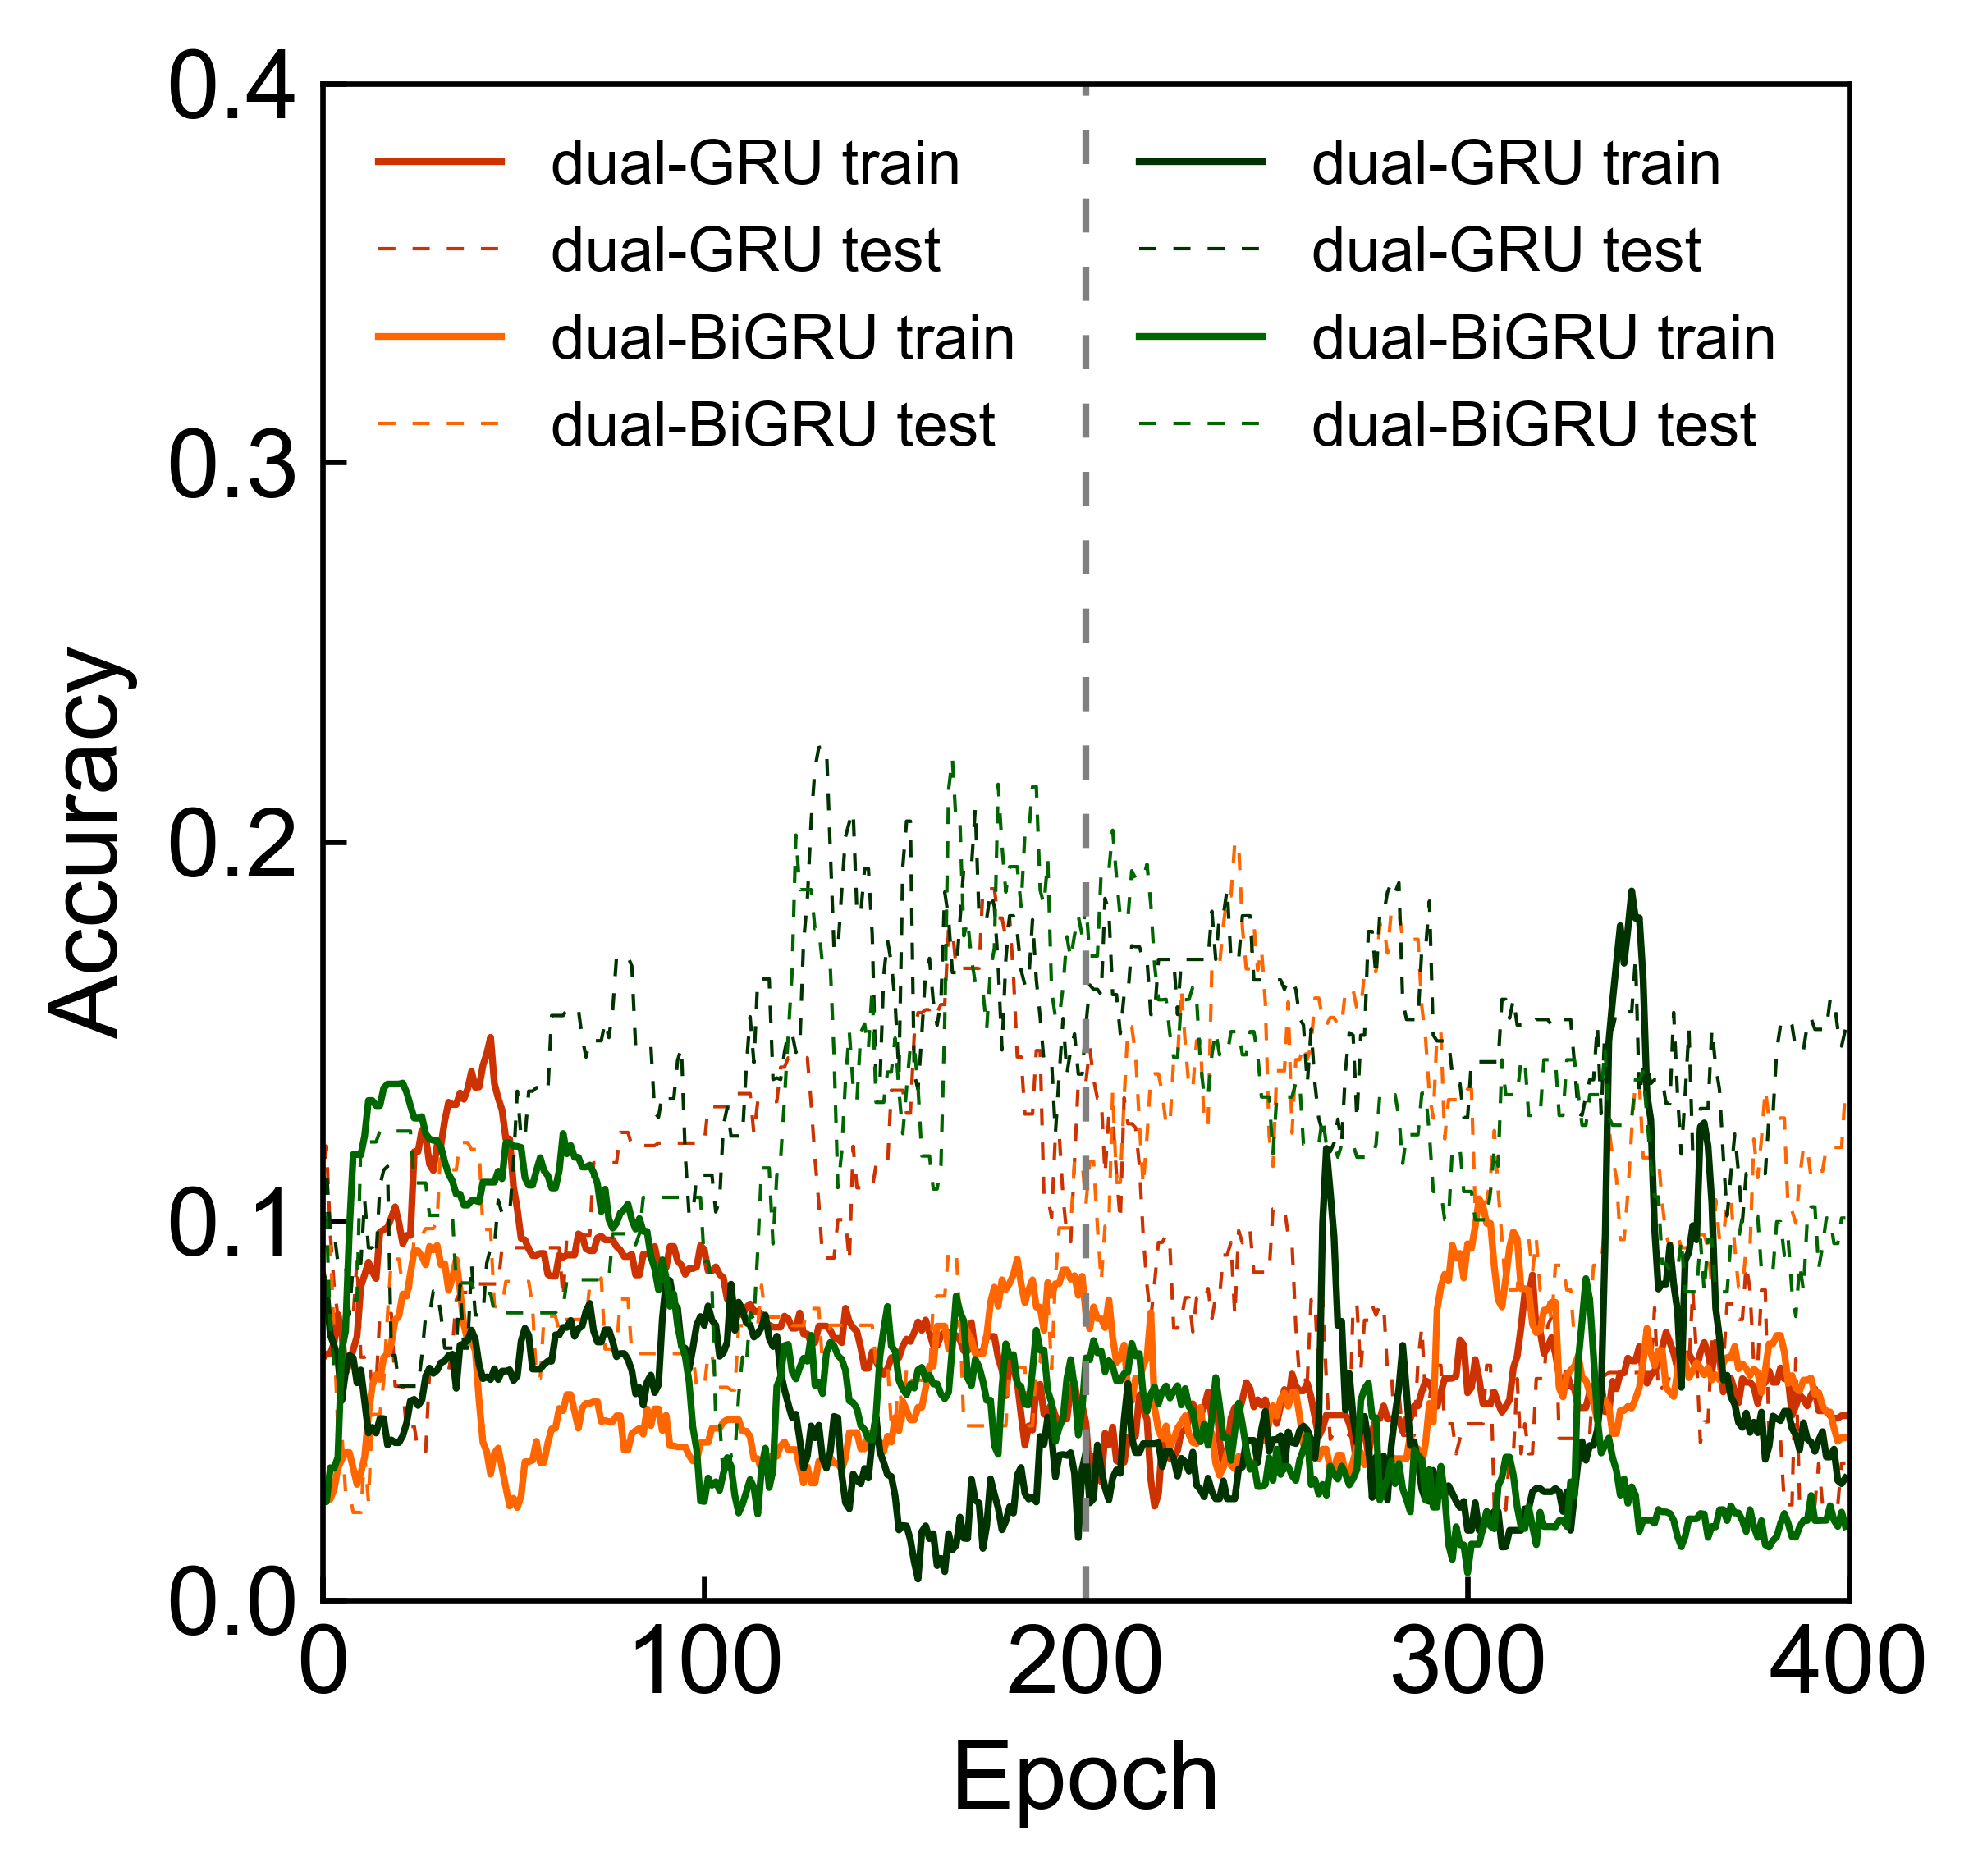 0.4
0.3
0.2
0.1
0.0
Accuracy
dual-GRU train
dual-GRU test
dual-BiGRU train
dual-BiGRU test
dual-GRU train
dual-GRU test
dual-BiGRU train
dual-BiGRU test
0 100 200 300 400
Epoch